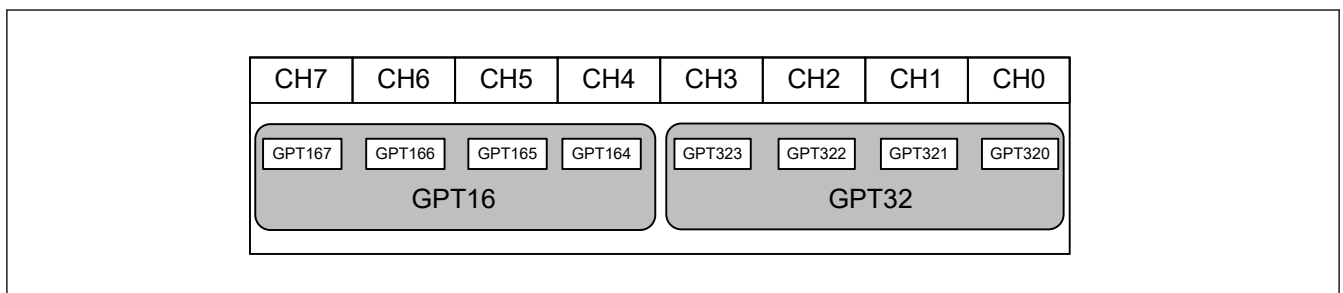 CH7 CH6 CH5 CH4 CH3 CH2 CH1 CH0
GPT167 GPT166 GPT165 GPT164 GPT323 GPT322 GPT321 GPT320
GPT16 GPT32